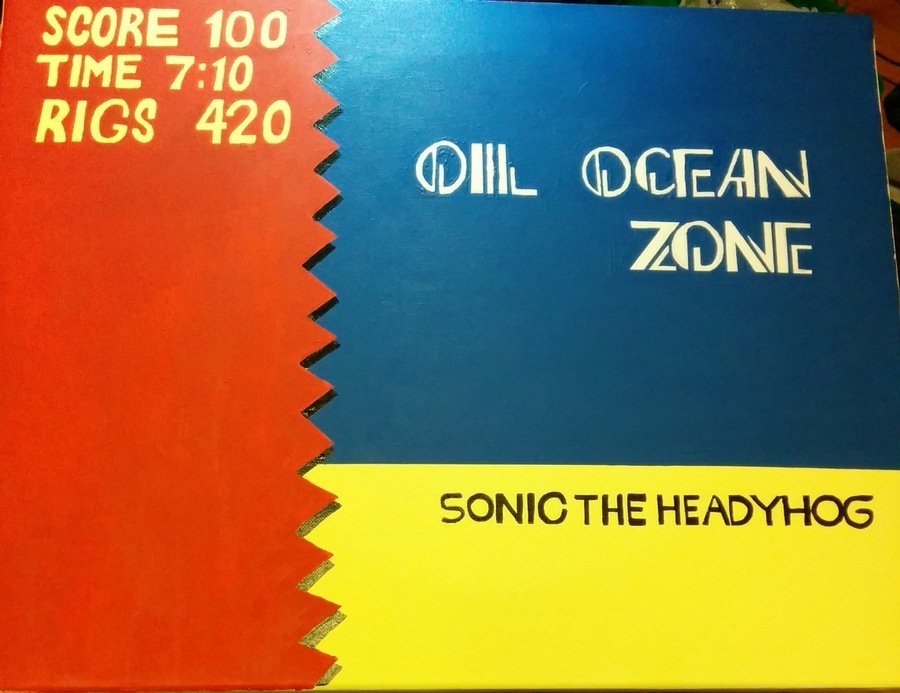 SCORE 100
TIME 7:10
RIGS 420
OIL OCEAN
ZONE
SONIC THE HEADYHOG